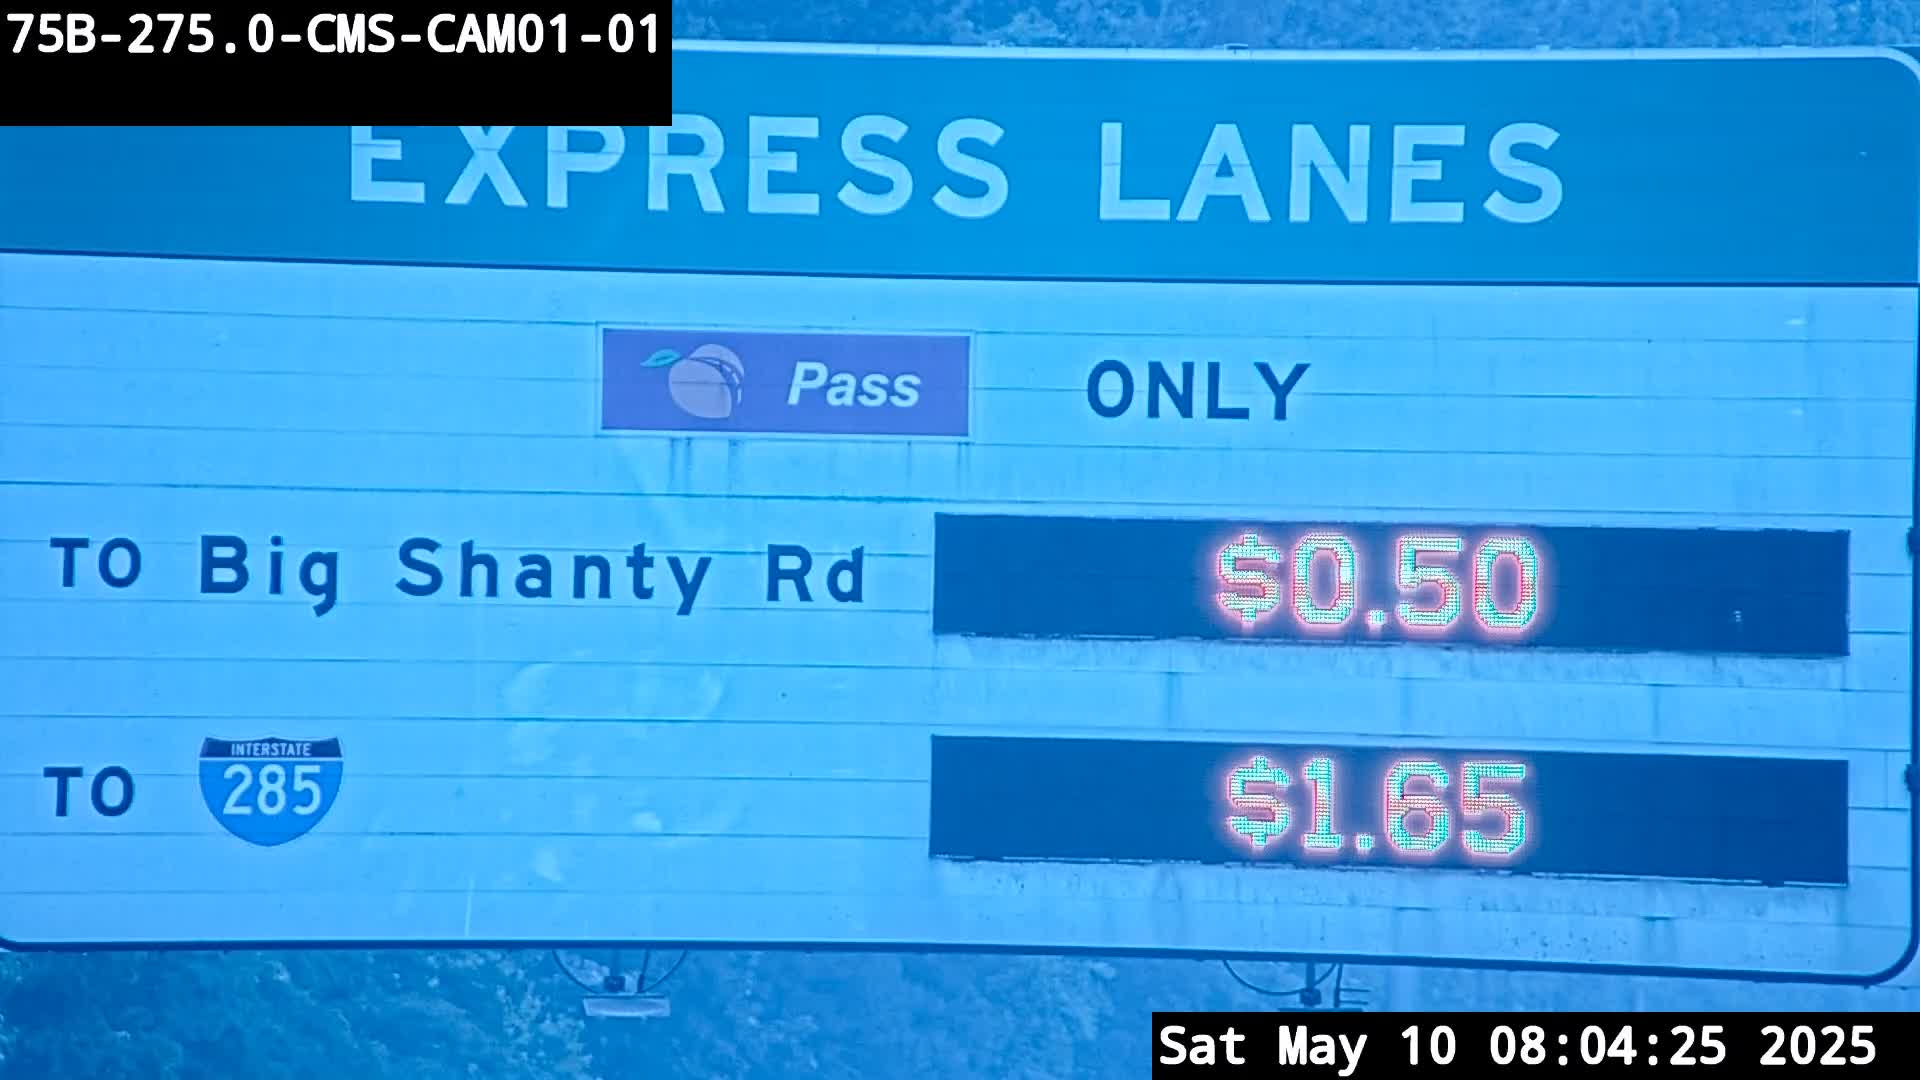 75B-275.0-CMS-CAM01-01
EXPRESS LANES
Pass ONLY
TO Big Shanty Rd $0.50
INTERSTATE
TO 285 $1.65
Sat May 10 08:04:25 2025